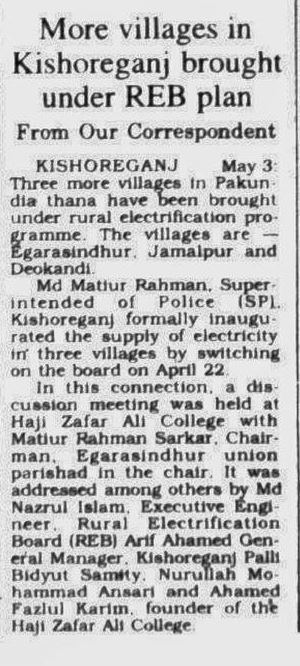 More villages in
Kishoreganj brought
under REB plan
From Our Correspondent
KISHOREGANJ May 3:
Three more villages in Pakun-
dia thana have been brought
under rural electrification pro-
gramme. The villages are —
Egarasindhur, Jamalpur and
Deokandi.
Md Matiur Rahman, Super-
intended of Police (SP),
Kishoreganj formally inaugu-
rated the supply of electricity
in three villages by switching
on the board on April 22.
In this connection, a dis-
cussion meeting was held at
Haji Zafar Ali College with
Matiur Rahman Sarkar, Chair-
man, Egarasindhur union
parishad in the chair. It was
addressed among others by Md
Nazrul Islam, Executive Engi-
neer, Rural Electrification
Board (REB) Arif Ahamed Gen-
eral Manager, Kishoreganj Palli
Bidyut Samity, Nurullah Mo-
hammad Ansari and Ahamed
Fazlul Karim, founder of the
Haji Zafar Ali College.